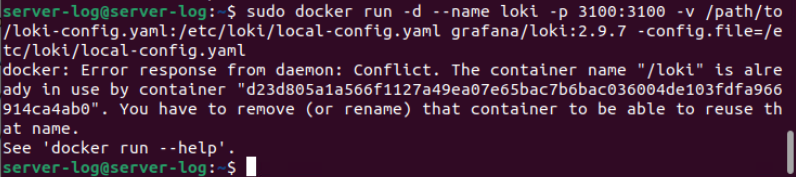 server-log@server-log:~$ sudo docker run -d --name loki -p 3100:3100 -v /path/to
/loki-config.yaml:/etc/loki/local-config.yaml grafana/loki:2.9.7 -config.file=/e
tc/loki/local-config.yaml
docker: Error response from daemon: Conflict. The container name "/loki" is alre
ady in use by container "d23d805a1a566f1127a49ea07e65bac7b6bac036004de103fdfa966
914ca4ab0". You have to remove (or rename) that container to be able to reuse th
at name.
See 'docker run --help'.
server-log@server-log:~$